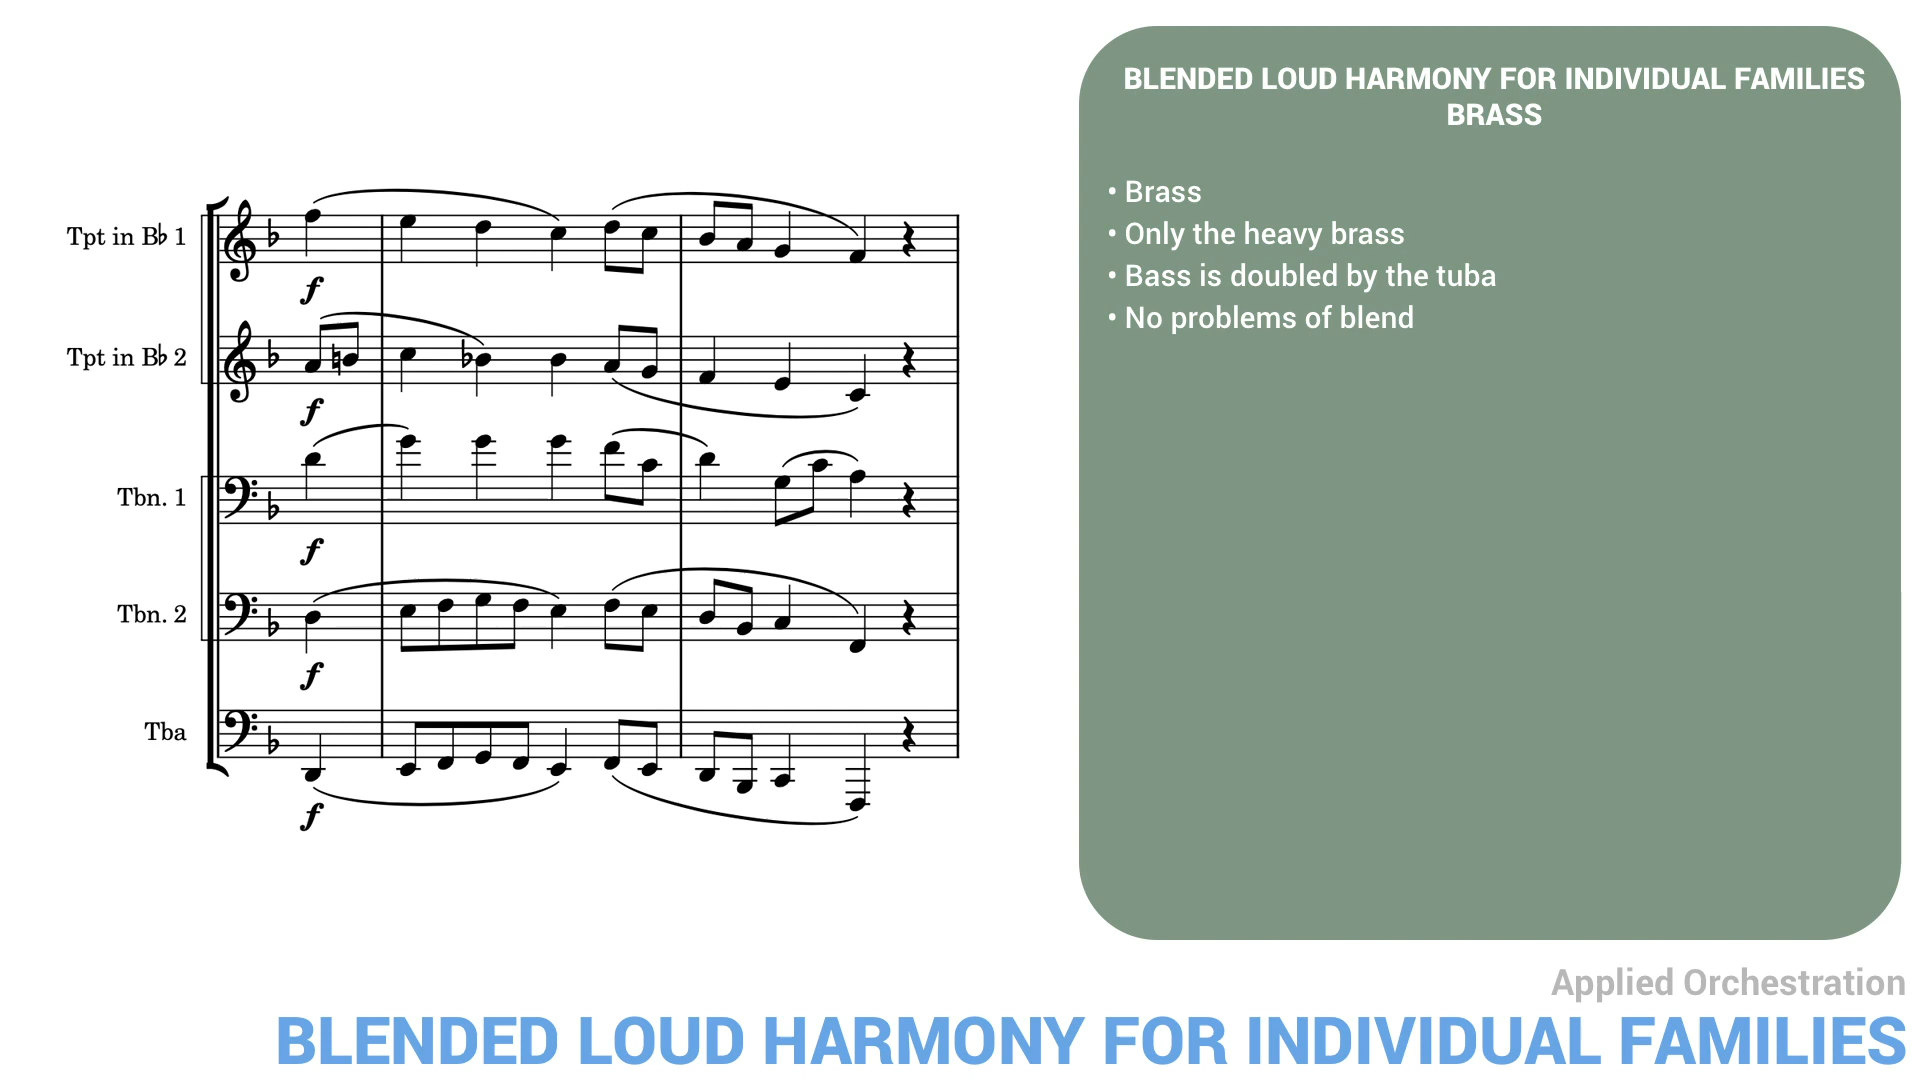 BLENDED LOUD HARMONY FOR INDIVIDUAL FAMILIES
BRASS
• Brass
• Only the heavy brass
• Bass is doubled by the tuba
• No problems of blend
Tpt in B♭ 1
f
Tpt in B♭ 2
f
Tbn. 1
f
Tbn. 2
f
Tba
f
Applied Orchestration
BLENDED LOUD HARMONY FOR INDIVIDUAL FAMILIES